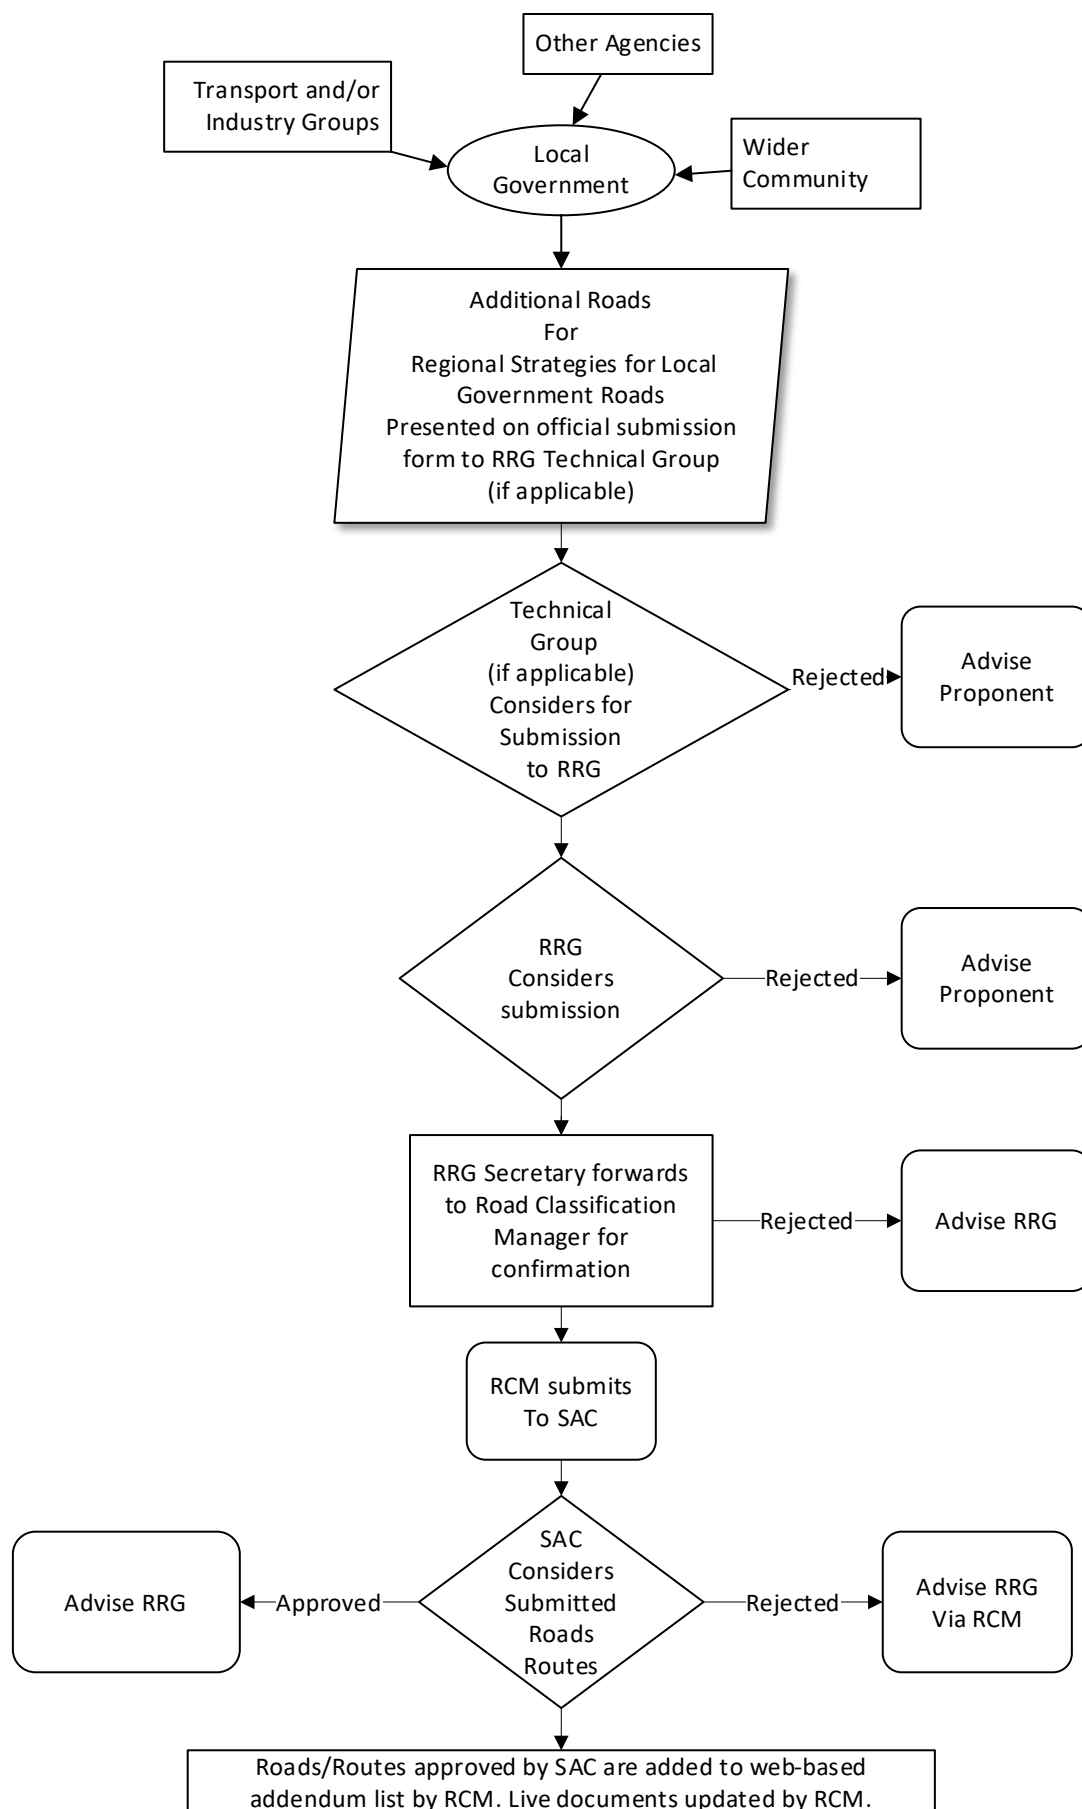 Other Agencies
Transport and/or
Industry Groups
Local
Government
Wider
Community
Additional Roads
For
Regional Strategies for Local
Government Roads
Presented on official submission
form to RRG Technical Group
(if applicable)
Technical
Group
(if applicable)
Considers for
Submission
to RRG
Rejected
Advise
Proponent
RRG
Considers
submission
Rejected
Advise
Proponent
RRG Secretary forwards
to Road Classification
Manager for
confirmation
Rejected
Advise RRG
RCM submits
To SAC
SAC
Considers
Submitted
Roads
Routes
Approved
Advise RRG
Rejected
Advise RRG
Via RCM
Roads/Routes approved by SAC are added to web-based
addendum list by RCM. Live documents updated by RCM.